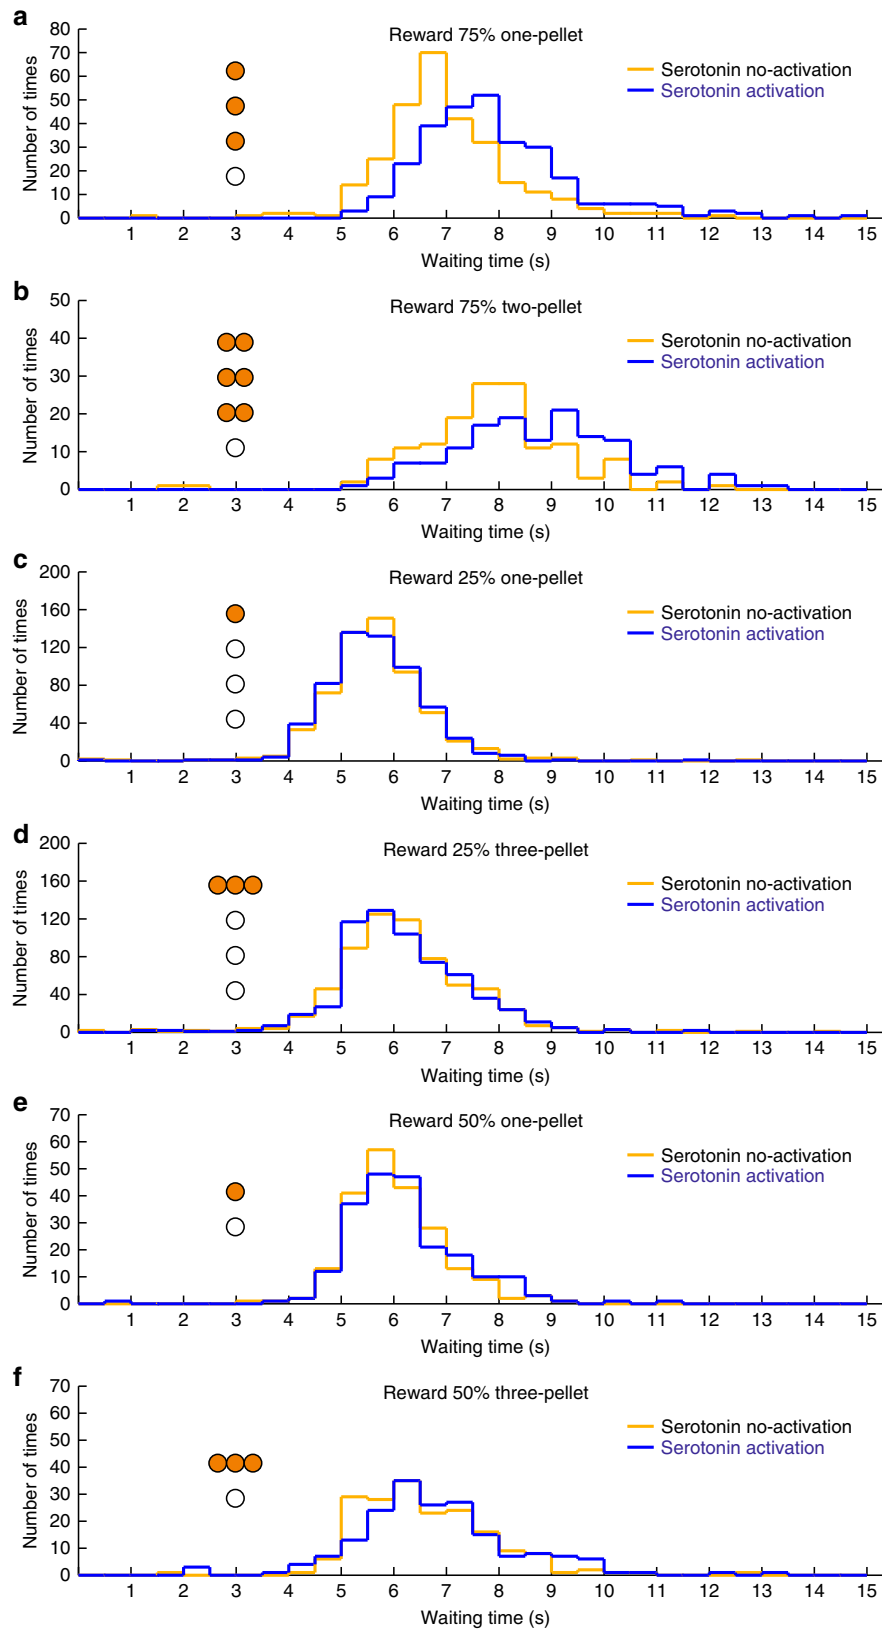 a
Reward 75% one-pellet
Serotonin no-activation
Serotonin activation
Number of times
80
70
60
50
40
30
20
10
0
1 2 3 4 5 6 7 8 9 10 11 12 13 14 15
Waiting time (s)
b
Reward 75% two-pellet
Serotonin no-activation
Serotonin activation
Number of times
50
40
30
20
10
0
1 2 3 4 5 6 7 8 9 10 11 12 13 14 15
Waiting time (s)
c
Reward 25% one-pellet
Serotonin no-activation
Serotonin activation
Number of times
200
160
120
80
40
0
1 2 3 4 5 6 7 8 9 10 11 12 13 14 15
Waiting time (s)
d
Reward 25% three-pellet
Serotonin no-activation
Serotonin activation
Number of times
200
160
120
80
40
0
1 2 3 4 5 6 7 8 9 10 11 12 13 14 15
Waiting time (s)
e
Reward 50% one-pellet
Serotonin no-activation
Serotonin activation
Number of times
70
60
50
40
30
20
10
0
1 2 3 4 5 6 7 8 9 10 11 12 13 14 15
Waiting time (s)
f
Reward 50% three-pellet
Serotonin no-activation
Serotonin activation
Number of times
70
60
50
40
30
20
10
0
1 2 3 4 5 6 7 8 9 10 11 12 13 14 15
Waiting time (s)